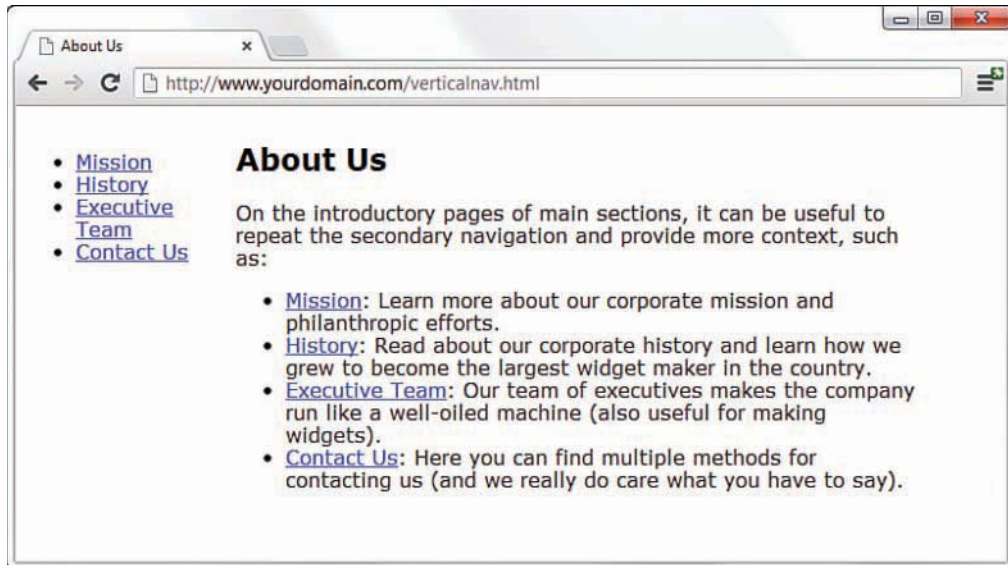 About Us
http://www.yourdomain.com/verticalnav.html
• Mission
• History
• Executive
Team
• Contact Us
About Us
On the introductory pages of main sections, it can be useful to
repeat the secondary navigation and provide more context, such
as:
• Mission: Learn more about our corporate mission and
philanthropic efforts.
• History: Read about our corporate history and learn how we
grew to become the largest widget maker in the country.
• Executive Team: Our team of executives makes the company
run like a well-oiled machine (also useful for making
widgets).
• Contact Us: Here you can find multiple methods for
contacting us (and we really do care what you have to say).